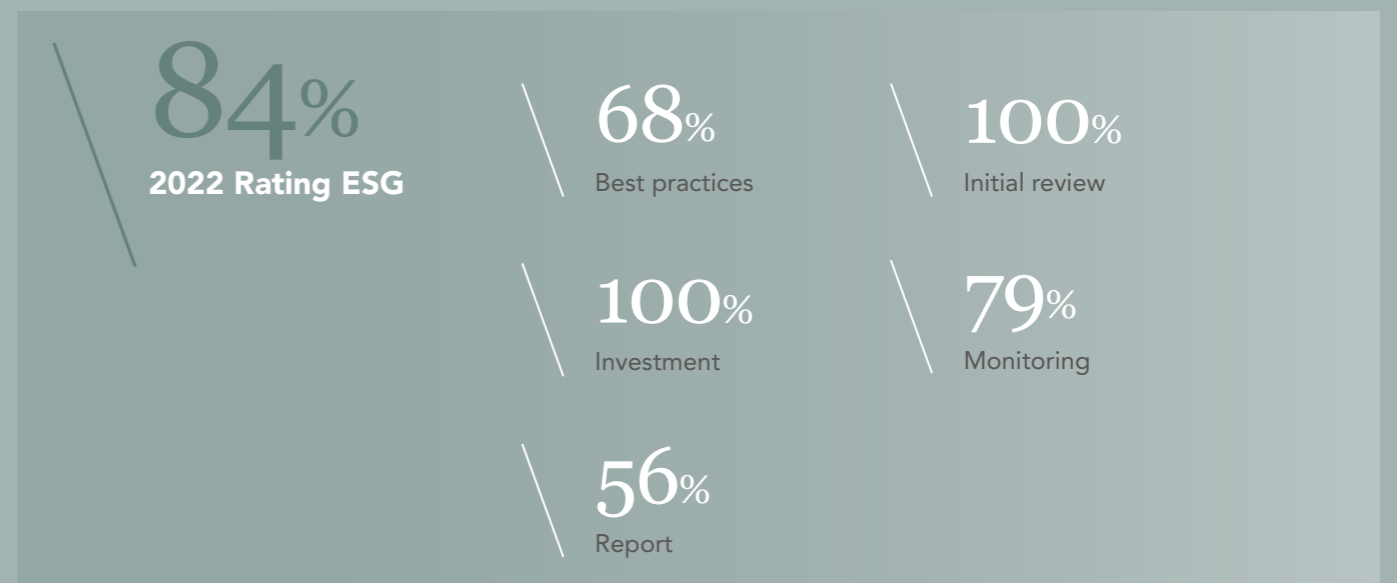 84%
2022 Rating ESG
68%
Best practices
100%
Initial review
100%
Investment
79%
Monitoring
56%
Report